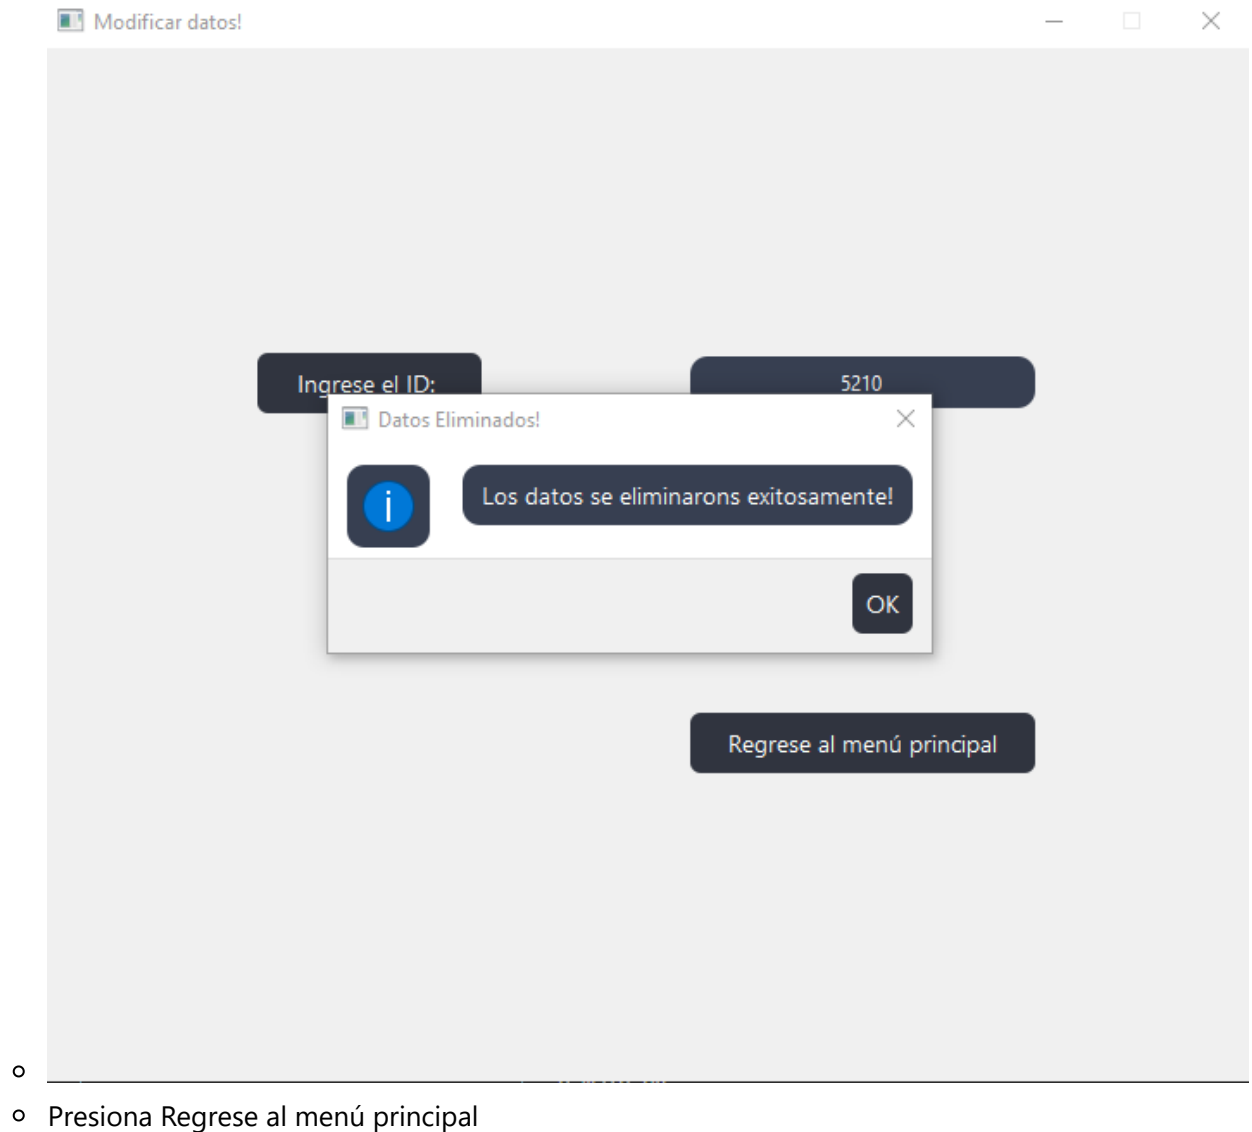 Modificar datos!
Ingrese el ID:
5210
Datos Eliminados!
Los datos se eliminarons exitosamente!
OK
Regrese al menú principal
Presiona Regrese al menú principal